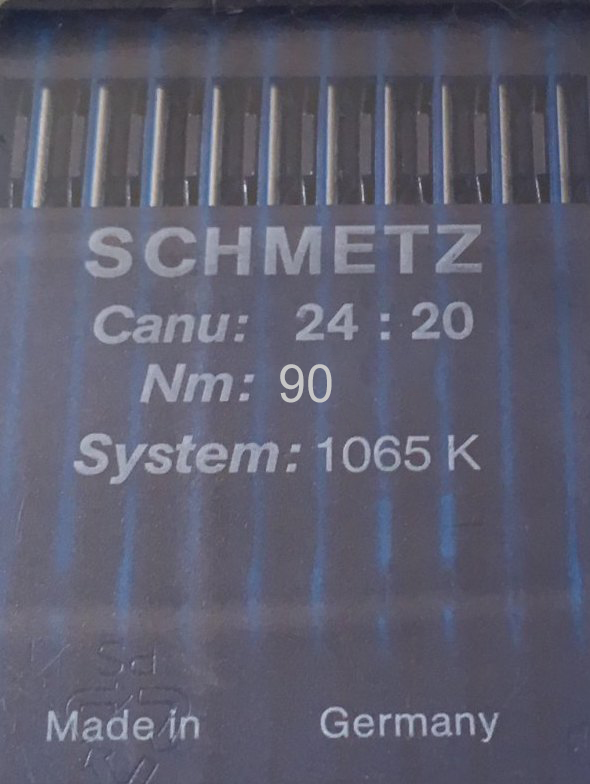 SCHMETZ
Canu: 24 : 20
Nm: 90
System: 1065 K
Made in Germany